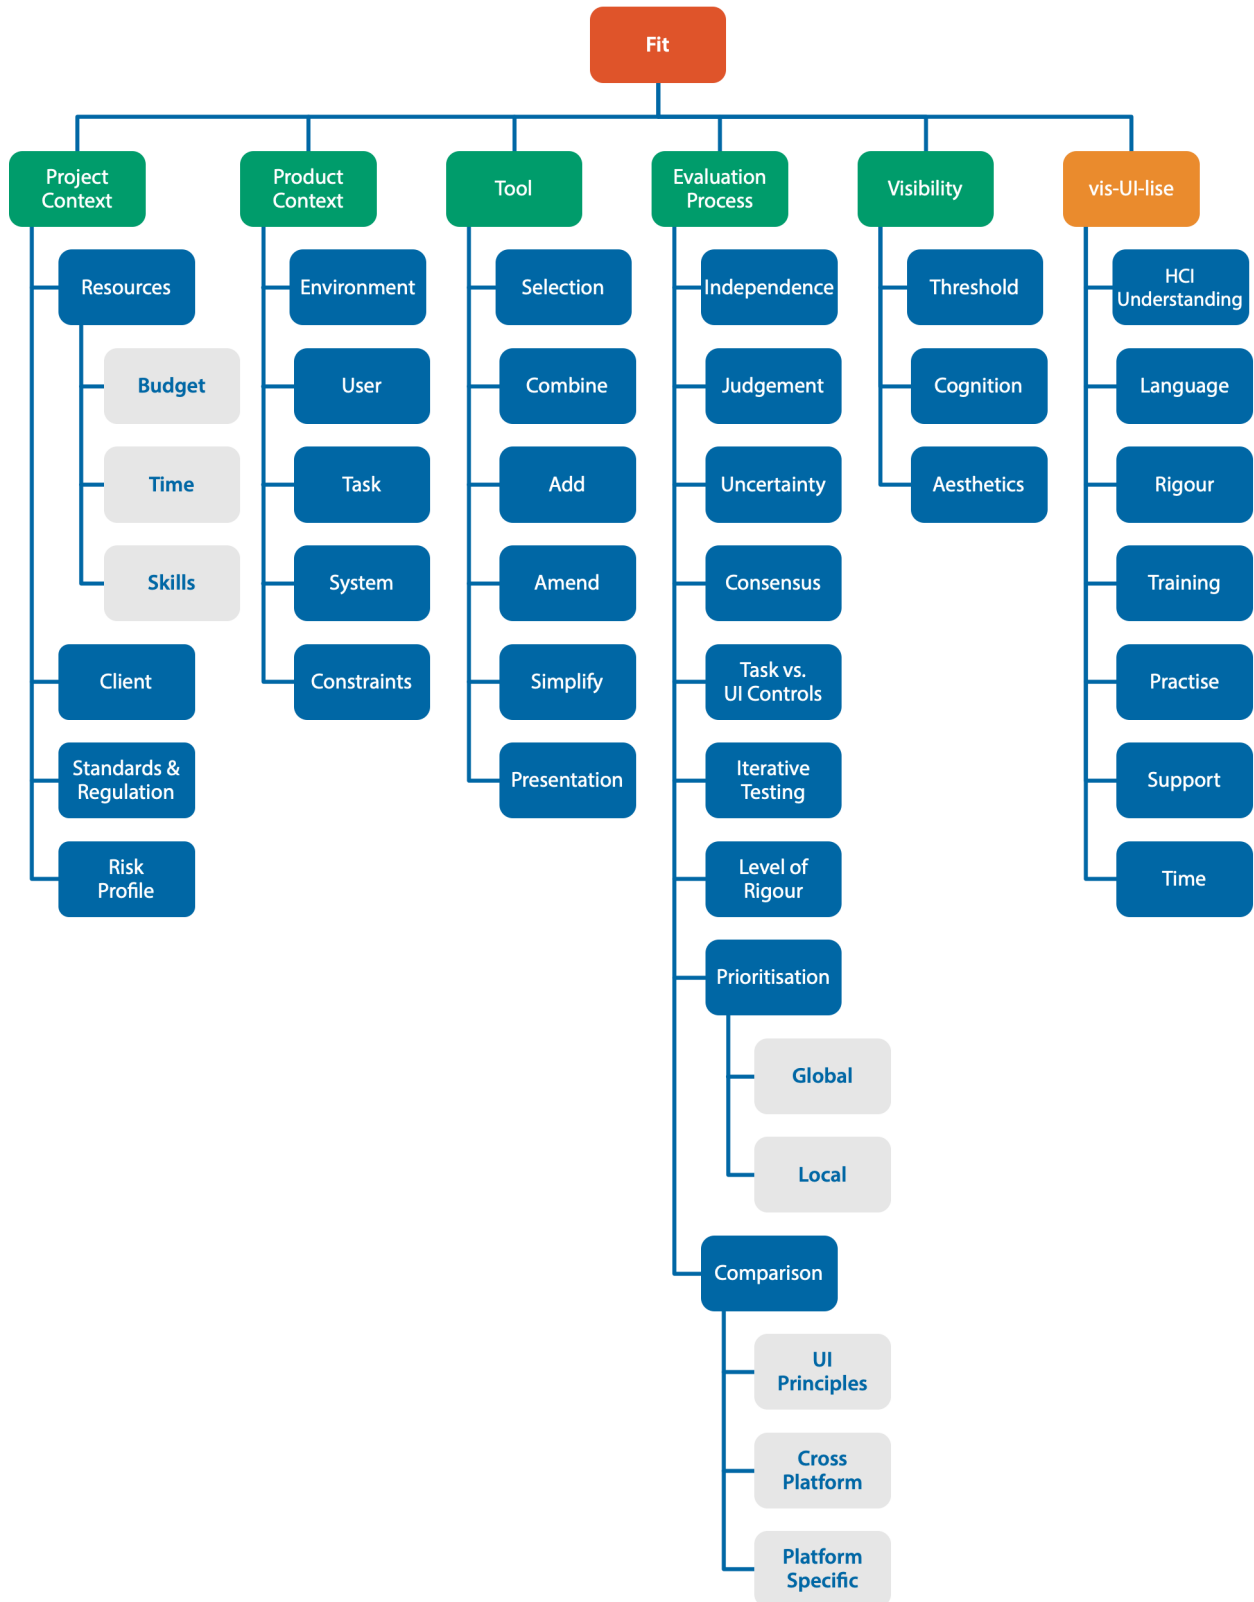 Fit
Project
Context
Product
Context
Tool
Evaluation
Process
Visibility
vis-UI-lise
Resources
Budget
Time
Skills
Client
Standards &
Regulation
Risk
Profile
Environment
User
Task
System
Constraints
Selection
Combine
Add
Amend
Simplify
Presentation
Independence
Judgement
Uncertainty
Consensus
Task vs.
UI Controls
Iterative
Testing
Level of
Rigour
Prioritisation
Global
Local
Comparison
UI
Principles
Cross
Platform
Platform
Specific
Threshold
Cognition
Aesthetics
HCI
Understanding
Language
Rigour
Training
Practise
Support
Time